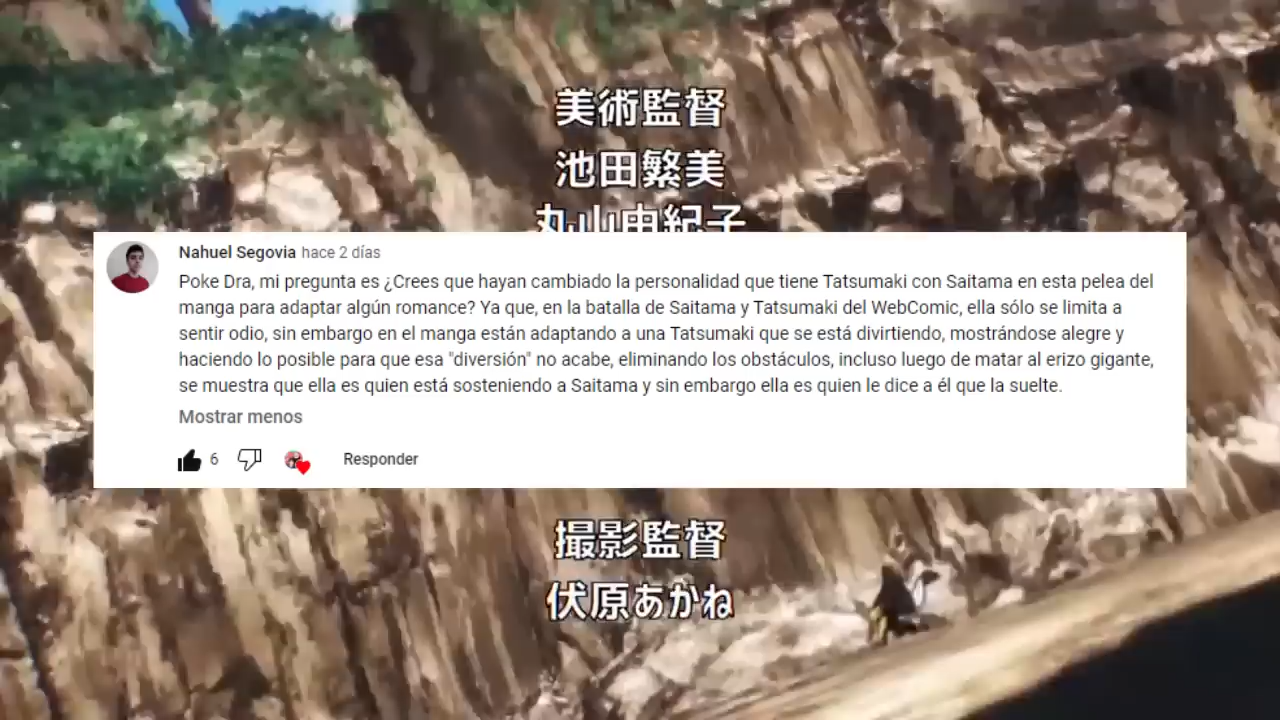 美術監督
池田繁美
丸山由紀子
Nahuel Segovia hace 2 días
Poke Dra, mi pregunta es ¿Crees que hayan cambiado la personalidad que tiene Tatsumaki con Saitama en esta pelea del
manga para adaptar algún romance? Ya que, en la batalla de Saitama y Tatsumaki del WebComic, ella sólo se limita a
sentir odio, sin embargo en el manga están adaptando a una Tatsumaki que se está divirtiendo, mostrándose alegre y
haciendo lo posible para que esa "diversión" no acabe, eliminando los obstáculos, incluso luego de matar al erizo gigante,
se muestra que ella es quien está sosteniendo a Saitama y sin embargo ella es quien le dice a él que la suelte.
Mostrar menos
6 Responder
撮影監督
伏原あかね